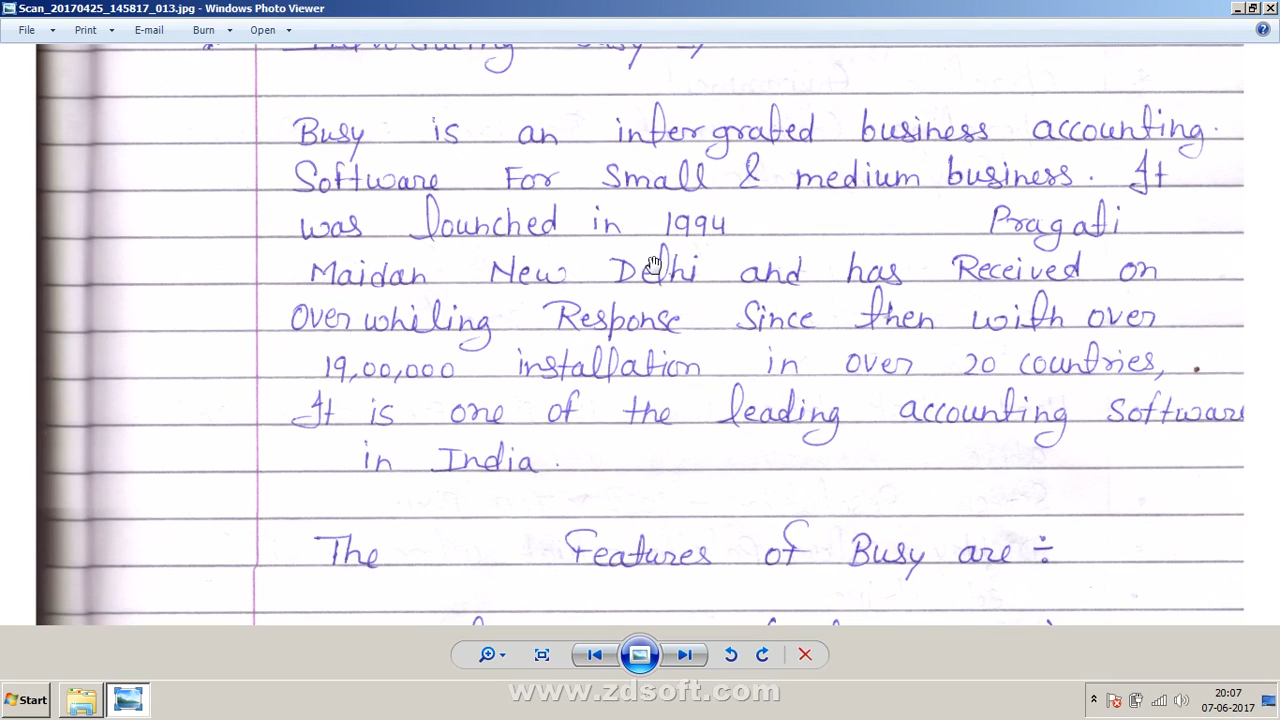 Scan_20170425_145817_013.jpg - Windows Photo Viewer
File Print E-mail Burn Open
Busy is an intergrated business accounting.
Software For Small & medium business. It
was lounched in 1994 Pragati
Maidan New Delhi and has Received on
overwhiling Response Since then with over
19,00,000 installation in over 20 countries,
It is one of the leading accounting Software
in India.
The Features of Busy are ÷
www.zdsoft.com
Start
20:07
07-06-2017